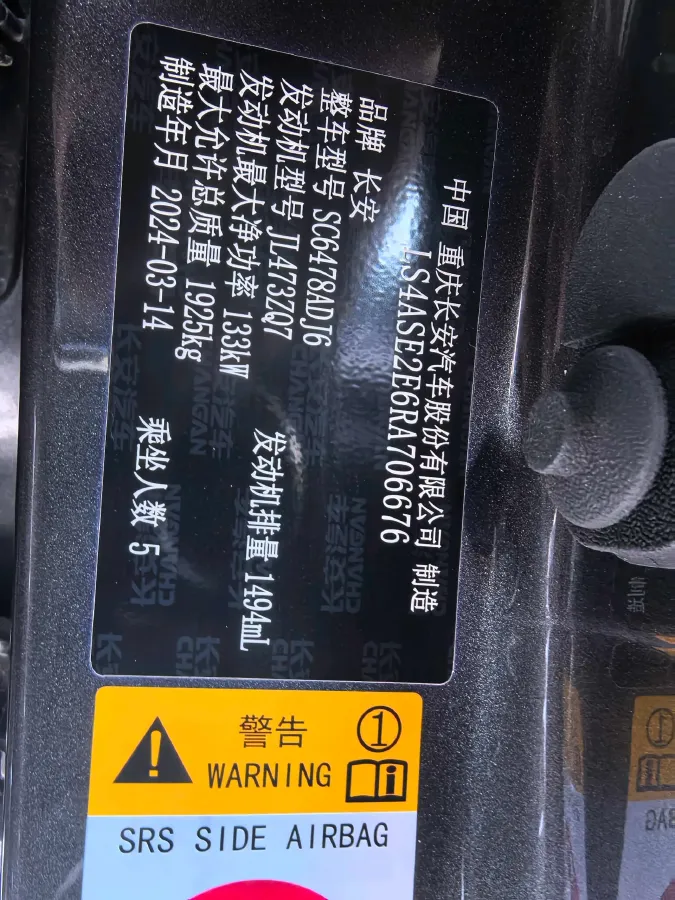 中国 重庆长安汽车股份有限公司 制造
LS4ASE2E6RA706676
品牌 长安
整车型号 SC6478ADJ6
发动机型号 JL473ZQ7
发动机最大净功率 133kW 发动机排量 1494mL
最大允许总质量 1925kg
制造年月 2024-03-14 乘坐人数 5
警告 1
WARNING i
SRS SIDE AIRBAG